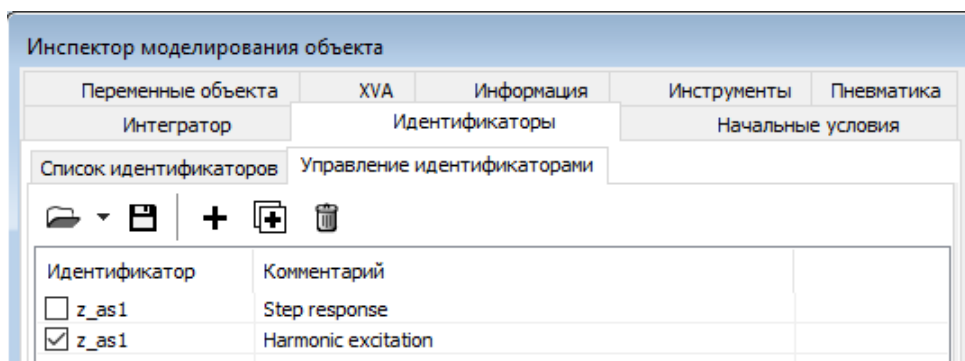 Инспектор моделирования объекта
Переменные объекта XVA Информация Инструменты Пневматика
Интегратор Идентификаторы Начальные условия
Список идентификаторов Управление идентификаторами
Идентификатор Комментарий
z_as1 Step response
z_as1 Harmonic excitation